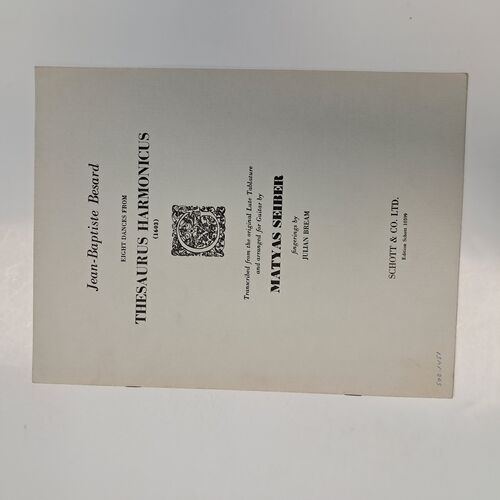 Jean-Baptiste Besard
EIGHT DANCES FROM
THESAURUS HARMONICUS
(1603)
Transcribed from the original Lute Tablature
and arranged for Guitar by
MATYAS SEIBER
fingerings by
JULIAN BREAM
SCHOTT & CO. LTD.